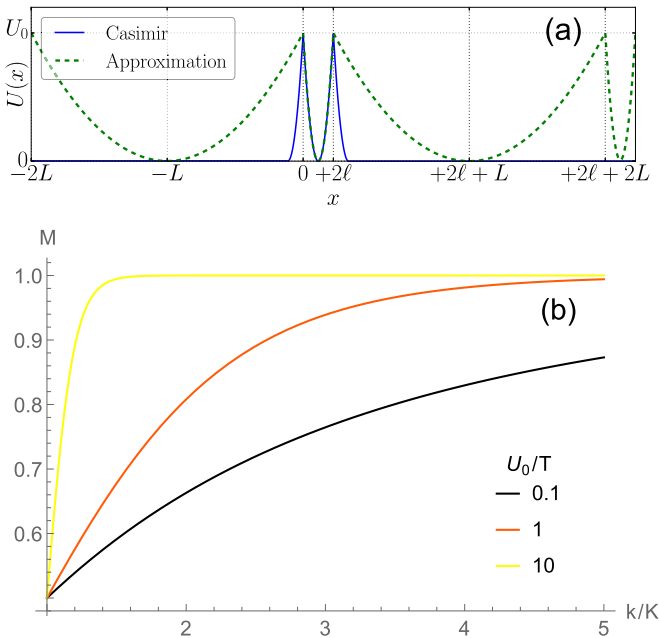 (a)
U₀
Casimir
Approximation
U(x)
0
−2L −L 0 +2ℓ +2ℓ + L +2ℓ + 2L
x
M
1.0
(b)
0.9
0.8
0.7
U₀/T
0.1
0.6
1
10
2 3 4 5
k/K